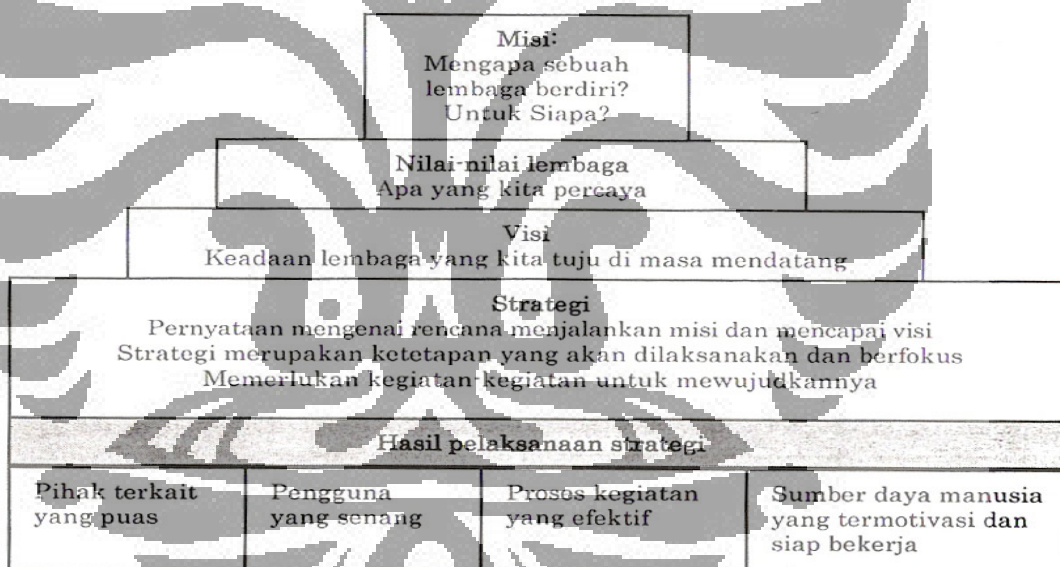 Misi:
Mengapa sebuah
lembaga berdiri?
Untuk Siapa?
Nilai-nilai lembaga
Apa yang kita percaya
Visi
Keadaan lembaga yang kita tuju di masa mendatang
Strategi
Pernyataan mengenai rencana menjalankan misi dan mencapai visi
Strategi merupakan ketetapan yang akan dilaksanakan dan berfokus
Memerlukan kegiatan-kegiatan untuk mewujudkannya
Hasil pelaksanaan strategi
Pihak terkait
yang puas
Pengguna
yang senang
Proses kegiatan
yang efektif
Sumber daya manusia
yang termotivasi dan
siap bekerja